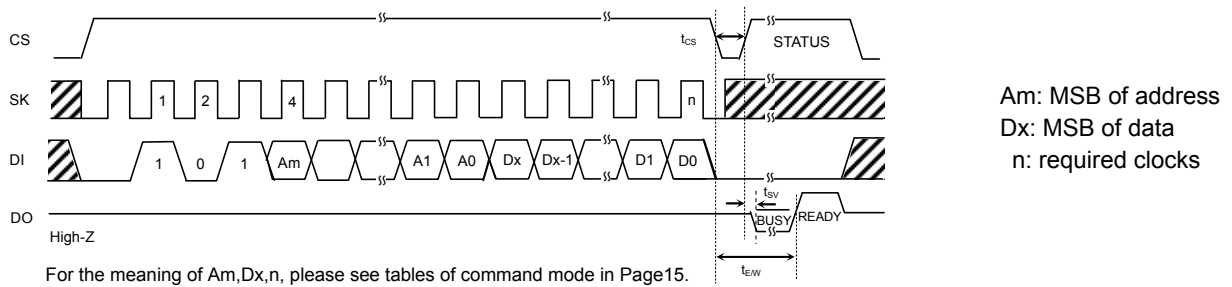 CS
tCS
STATUS
SK
1 2 4 n
DI
1 0 1 Am A1 A0 Dx Dx-1 D1 D0
tSV
DO
BUSY READY
High-Z
tE/W
For the meaning of Am,Dx,n, please see tables of command mode in Page15.
Am: MSB of address
Dx: MSB of data
n: required clocks